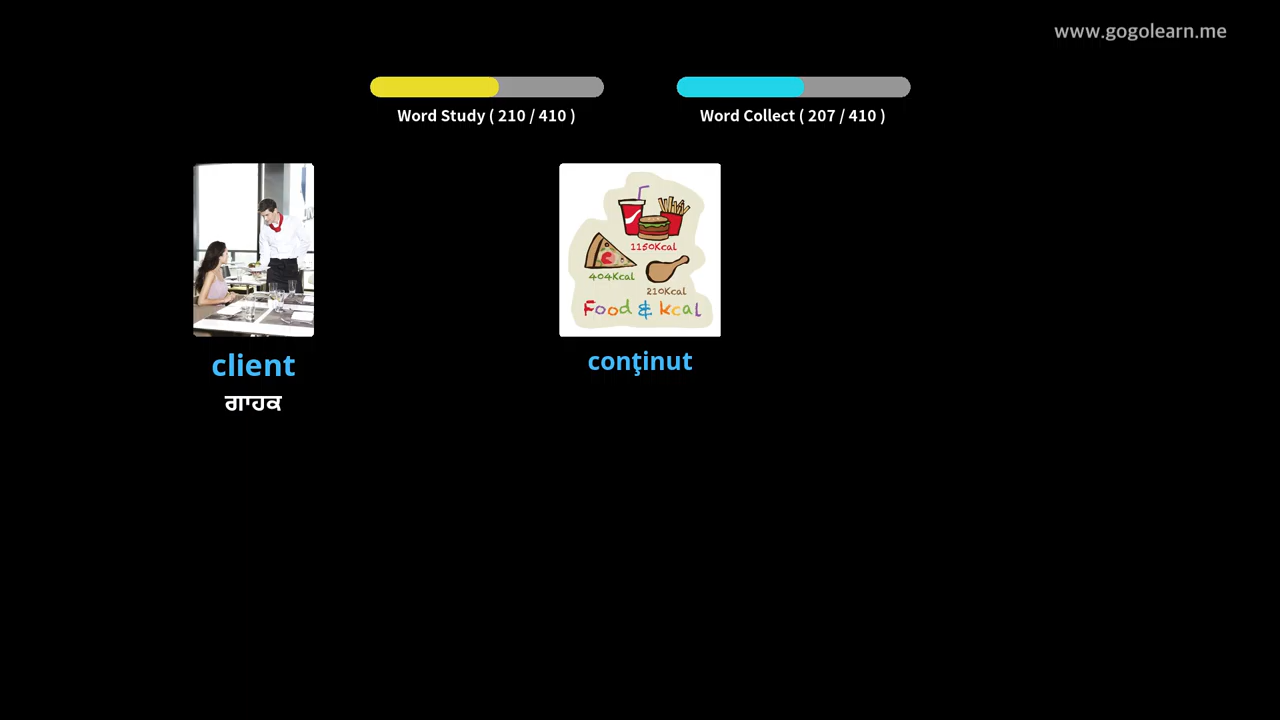 www.gogolearn.me
Word Study ( 210 / 410 )
Word Collect ( 207 / 410 )
1150Kcal
404Kcal
210Kcal
Food & kcal
client
conţinut
ਗਾਹਕ